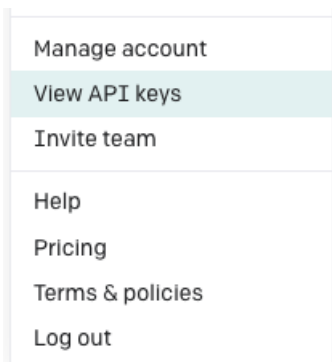 Manage account
View API keys
Invite team
Help
Pricing
Terms & policies
Log out